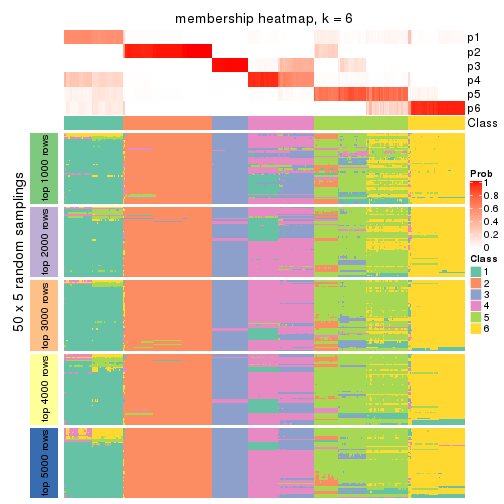 membership heatmap, k = 6
p1
p2
p3
p4
p5
p6
Class
50 x 5 random samplings
top 1000 rows
top 2000 rows
top 3000 rows
top 4000 rows
top 5000 rows
Prob
1
0.8
0.6
0.4
0.2
0
Class
1
2
3
4
5
6